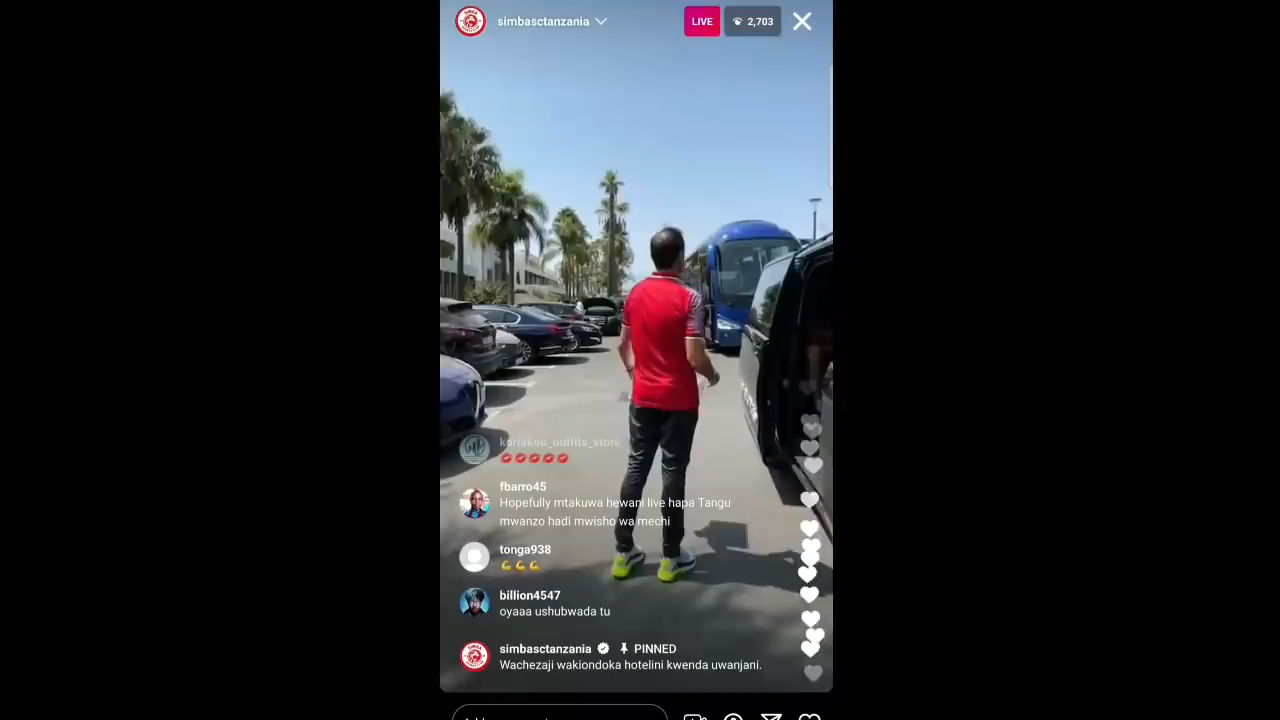 simbasctanzania
LIVE
2,703
kariakoo_outfits_store
fbarro45
Hopefully mtakuwa hewani live hapa Tangu
mwanzo hadi mwisho wa mechi
tonga938
billion4547
oyaaa ushubwada tu
simbasctanzania PINNED
Wachezaji wakiondoka hotelini kwenda uwanjani.